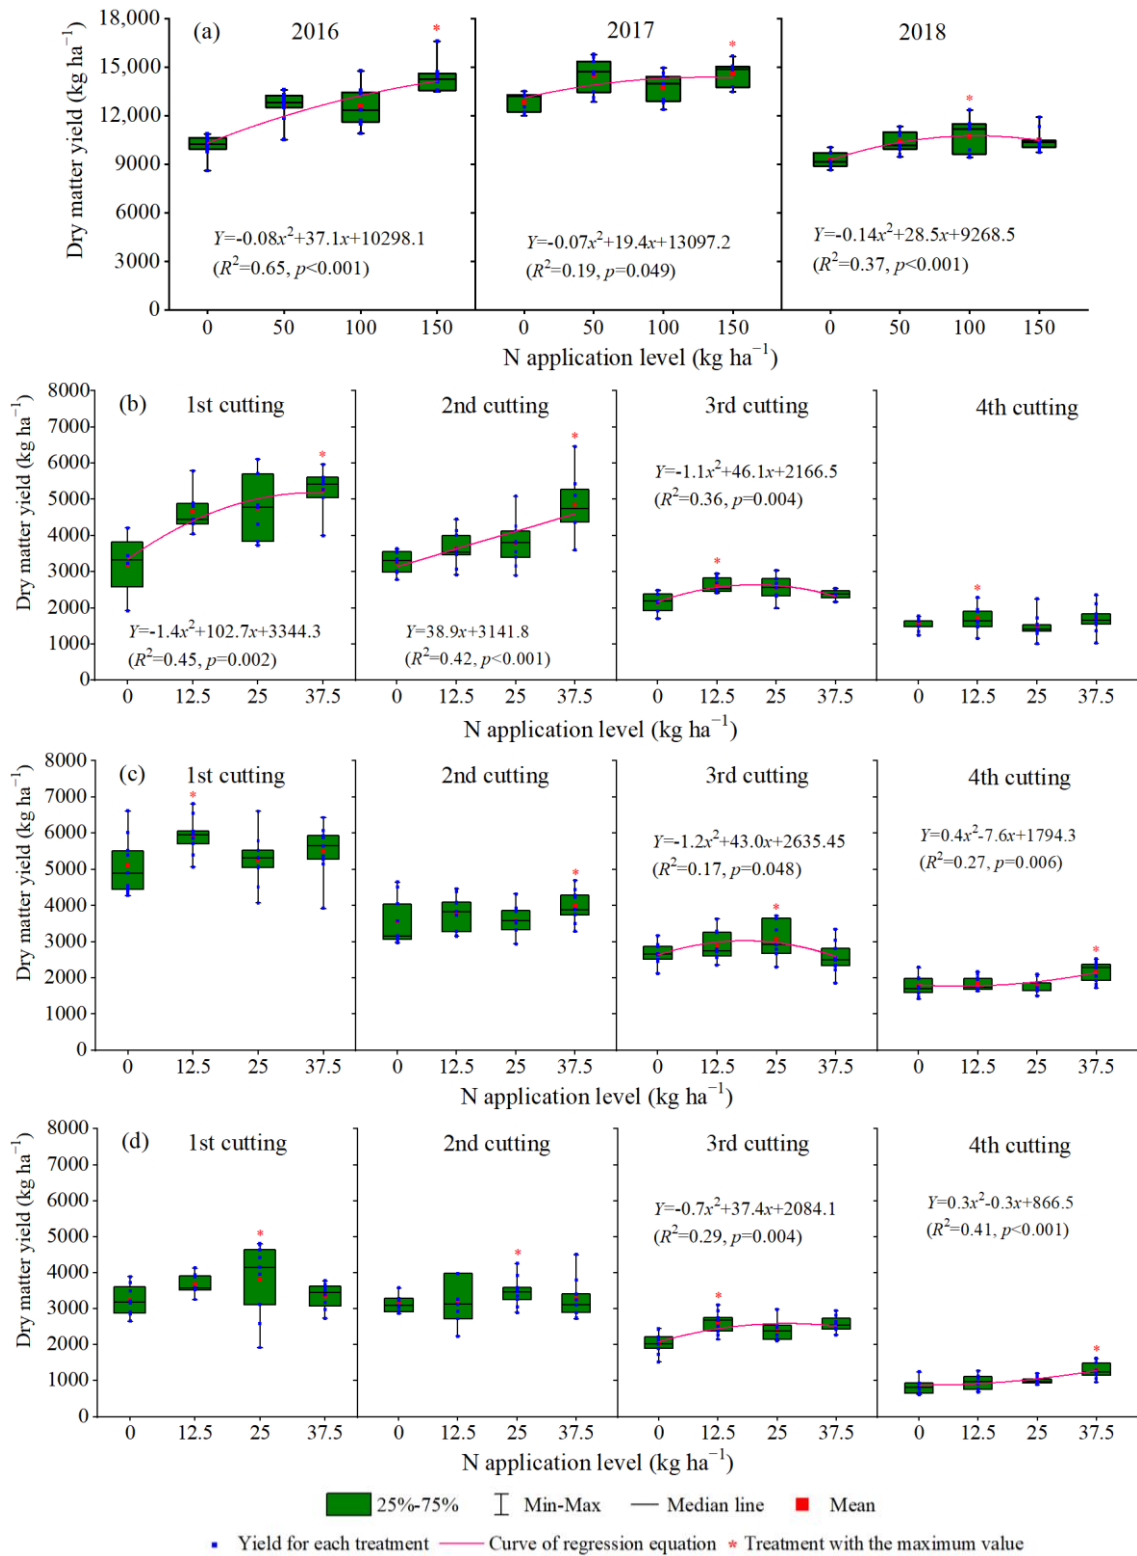 (a) 2016 2017 2018
Dry matter yield (kg ha⁻¹)
18,000
15,000
12,000
9000
6000
3000
0
Y=-0.08x²+37.1x+10298.1
(R²=0.65, p<0.001)
Y=-0.07x²+19.4x+13097.2
(R²=0.19, p=0.049)
Y=-0.14x²+28.5x+9268.5
(R²=0.37, p<0.001)
0 50 100 150 0 50 100 150 0 50 100 150
N application level (kg ha⁻¹)
(b) 1st cutting 2nd cutting 3rd cutting 4th cutting
Dry matter yield (kg ha⁻¹)
8000
7000
6000
5000
4000
3000
2000
1000
0
Y=-1.4x²+102.7x+3344.3
(R²=0.45, p=0.002)
Y=38.9x+3141.8
(R²=0.42, p<0.001)
Y=-1.1x²+46.1x+2166.5
(R²=0.36, p=0.004)
0 12.5 25 37.5 0 12.5 25 37.5 0 12.5 25 37.5 0 12.5 25 37.5
N application level (kg ha⁻¹)
(c) 1st cutting 2nd cutting 3rd cutting 4th cutting
Dry matter yield (kg ha⁻¹)
8000
7000
6000
5000
4000
3000
2000
1000
0
Y=-1.2x²+43.0x+2635.45
(R²=0.17, p=0.048)
Y=0.4x²-7.6x+1794.3
(R²=0.27, p=0.006)
0 12.5 25 37.5 0 12.5 25 37.5 0 12.5 25 37.5 0 12.5 25 37.5
N application level (kg ha⁻¹)
(d) 1st cutting 2nd cutting 3rd cutting 4th cutting
Dry matter yield (kg ha⁻¹)
8000
7000
6000
5000
4000
3000
2000
1000
0
Y=-0.7x²+37.4x+2084.1
(R²=0.29, p=0.004)
Y=0.3x²-0.3x+866.5
(R²=0.41, p<0.001)
0 12.5 25 37.5 0 12.5 25 37.5 0 12.5 25 37.5 0 12.5 25 37.5
N application level (kg ha⁻¹)
25%-75% Min-Max Median line Mean
Yield for each treatment Curve of regression equation * Treatment with the maximum value